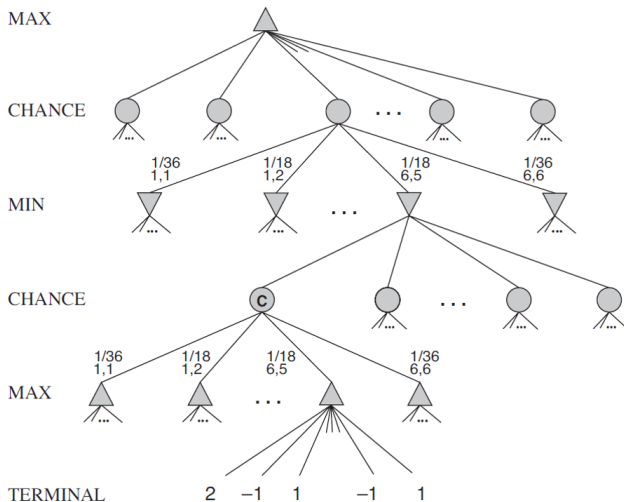 MAX
CHANCE ...
1/36 1/18 1/18 1/36
1,1 1,2 6,5 6,6
MIN ...
CHANCE C ...
1/36 1/18 1/18 1/36
1,1 1,2 6,5 6,6
MAX ...
TERMINAL 2 −1 1 −1 1